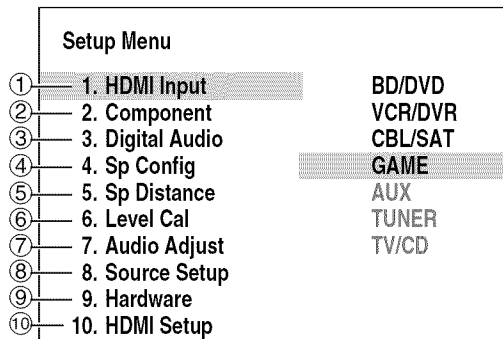 Setup Menu
① 1. HDMI Input BD/DVD
② 2. Component VCR/DVR
③ 3. Digital Audio CBL/SAT
④ 4. Sp Config GAME
⑤ 5. Sp Distance AUX
⑥ 6. Level Cal TUNER
⑦ 7. Audio Adjust TV/CD
⑧ 8. Source Setup
⑨ 9. Hardware
⑩ 10. HDMI Setup